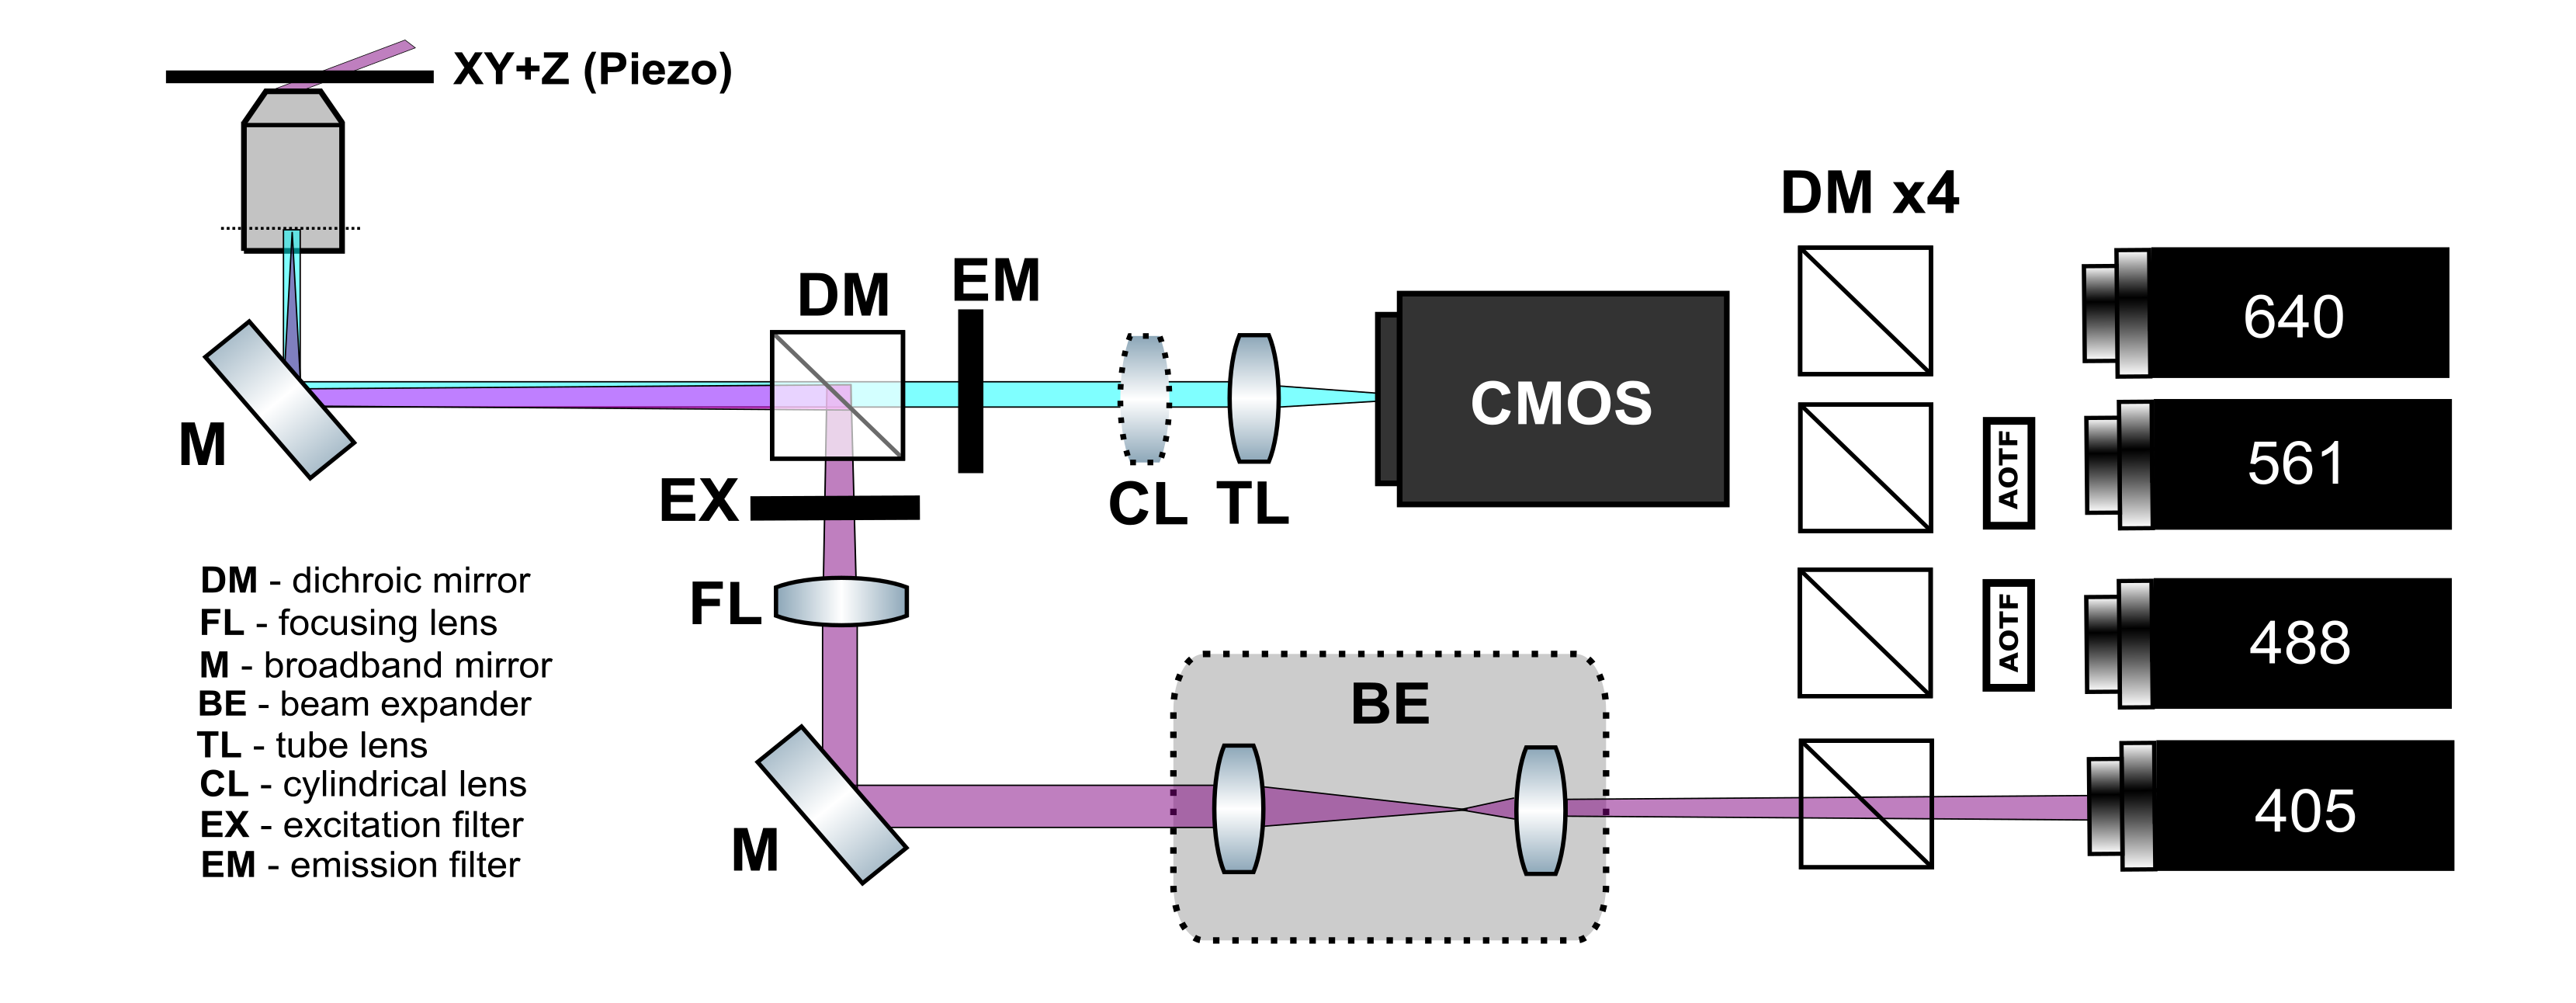 XY+Z (Piezo)
DM x4
DM
EM
640
CMOS
561
AOTF
M
EX
CL
TL
DM - dichroic mirror
FL - focusing lens
M - broadband mirror
BE - beam expander
TL - tube lens
CL - cylindrical lens
EX - excitation filter
EM - emission filter
FL
AOTF
488
BE
M
405